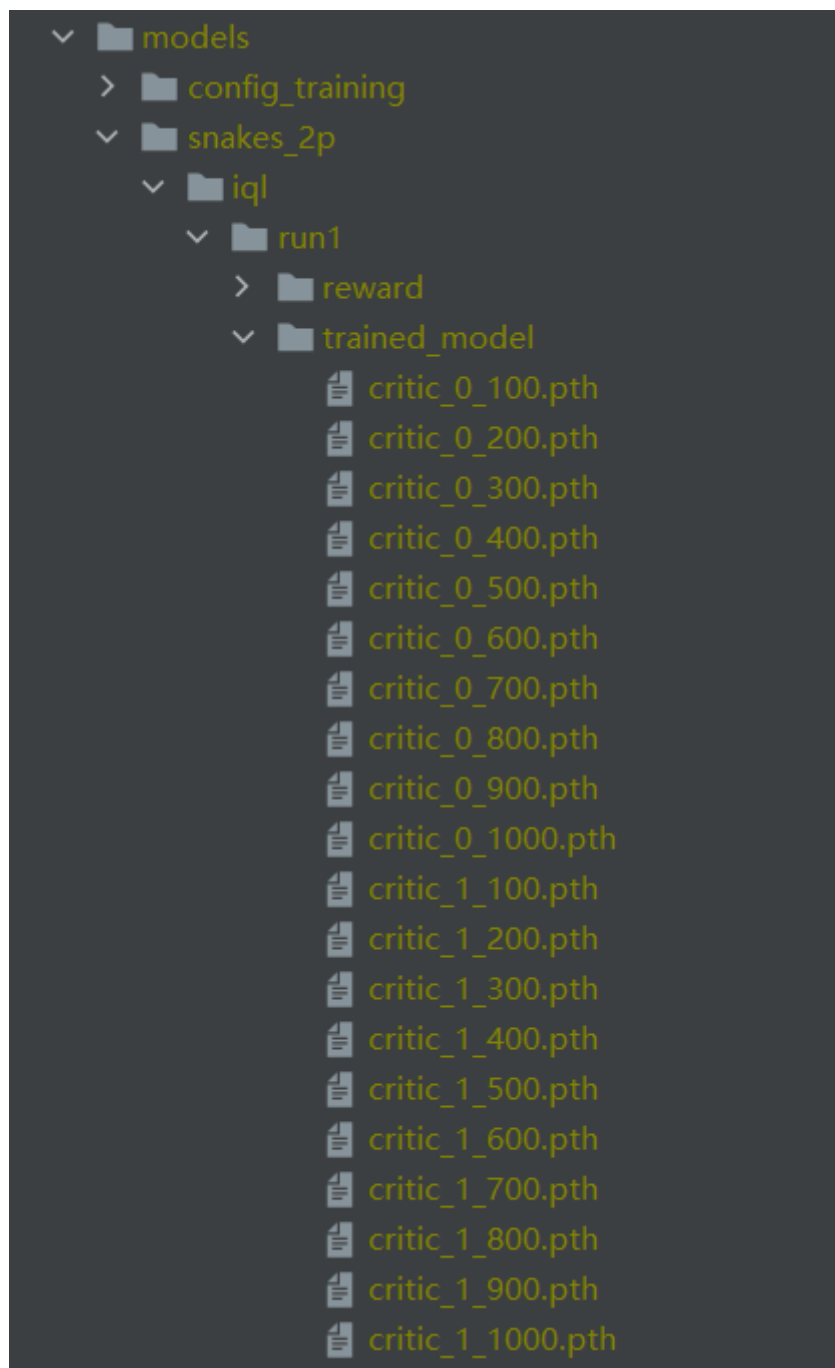 models
config_training
snakes_2p
iql
run1
reward
trained_model
critic_0_100.pth
critic_0_200.pth
critic_0_300.pth
critic_0_400.pth
critic_0_500.pth
critic_0_600.pth
critic_0_700.pth
critic_0_800.pth
critic_0_900.pth
critic_0_1000.pth
critic_1_100.pth
critic_1_200.pth
critic_1_300.pth
critic_1_400.pth
critic_1_500.pth
critic_1_600.pth
critic_1_700.pth
critic_1_800.pth
critic_1_900.pth
critic_1_1000.pth